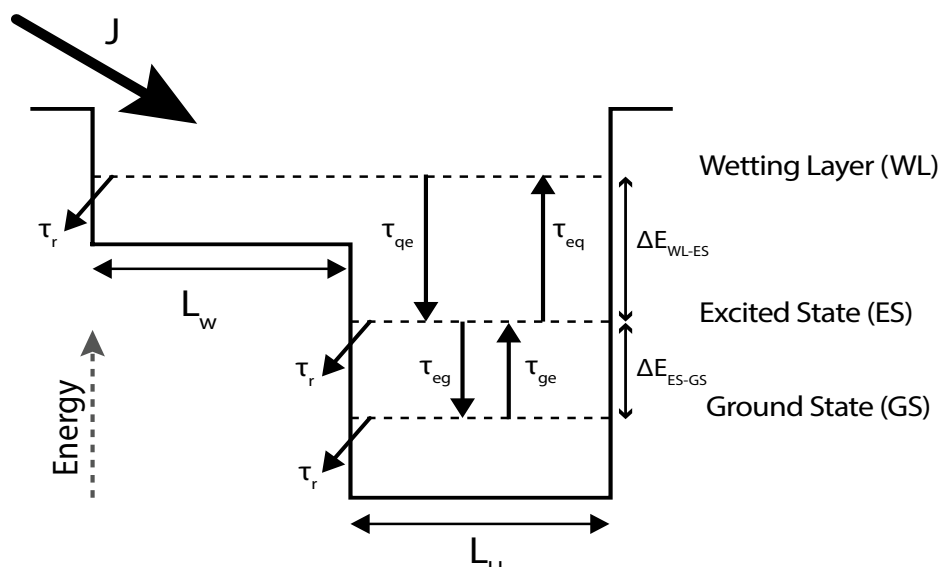 J
Wetting Layer (WL)
τr
τqe
τeq
ΔEWL-ES
Lw
Excited State (ES)
τr
τeg
τge
ΔEES-GS
Ground State (GS)
Energy
τr